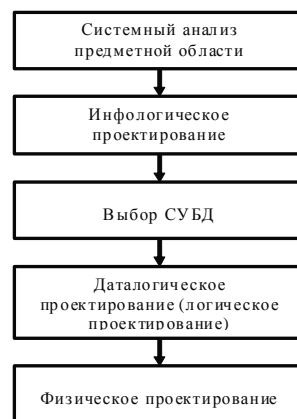 Системный анализ
предметной области
Инфологическое
проектирование
Выбор СУБД
Даталогическое
проектирование (логическое
проектирование)
Физическое проектирование